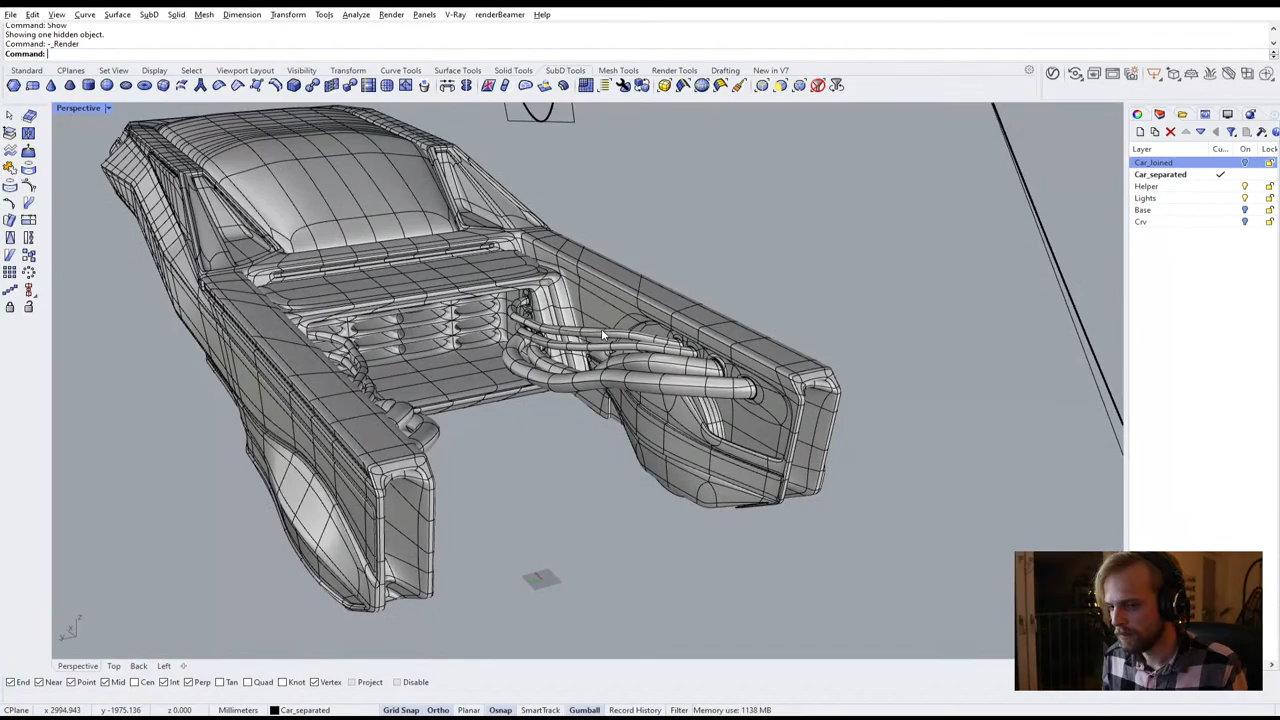 File Edit View Curve Surface SubD Solid Mesh Dimension Transform Tools Analyze Render Panels V-Ray renderBeamer Help
Command: Show
Showing one hidden object.
Command: -_Render
Command:
Standard CPlanes Set View Display Select Viewport Layout Visibility Transform Curve Tools Surface Tools Solid Tools SubD Tools Mesh Tools Render Tools Drafting New in V7
Perspective
Layer Cu... On Lock
Car_Joined
Car_separated
Helper
Lights
Base
Crv
z
x
y
Perspective Top Back Left
End Near Point Mid Cen Int Perp Tan Quad Knot Vertex Project Disable
CPlane x 2994.943 y -1975.136 z 0.000 Millimeters Car_separated Grid Snap Ortho Planar Osnap SmartTrack Gumball Record History Filter Memory use: 1138 MB